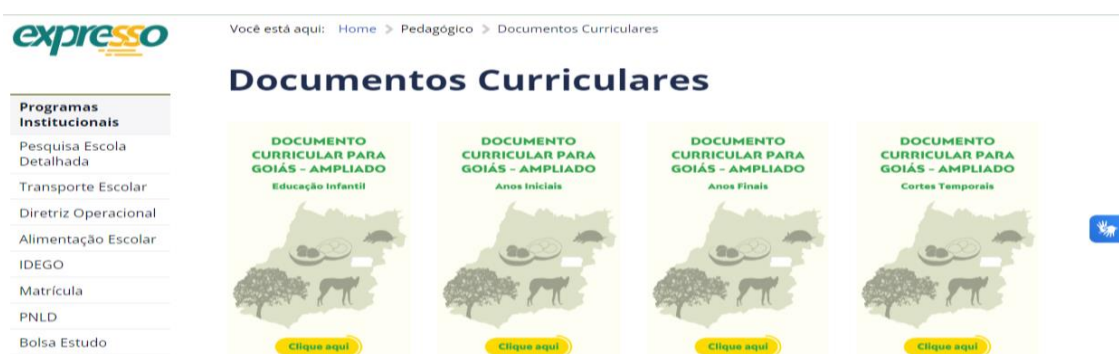 expresso
Programas
Institucionais
Pesquisa Escola
Detalhada
Transporte Escolar
Diretriz Operacional
Alimentação Escolar
IDEGO
Matrícula
PNLD
Bolsa Estudo
Você está aqui: Home > Pedagógico > Documentos Curriculares
Documentos Curriculares
DOCUMENTO
CURRICULAR PARA
GOIÁS - AMPLIADO
Educação Infantil
Clique aqui
DOCUMENTO
CURRICULAR PARA
GOIÁS - AMPLIADO
Anos Iniciais
Clique aqui
DOCUMENTO
CURRICULAR PARA
GOIÁS - AMPLIADO
Anos Finais
Clique aqui
DOCUMENTO
CURRICULAR PARA
GOIÁS - AMPLIADO
Cortes Temporais
Clique aqui